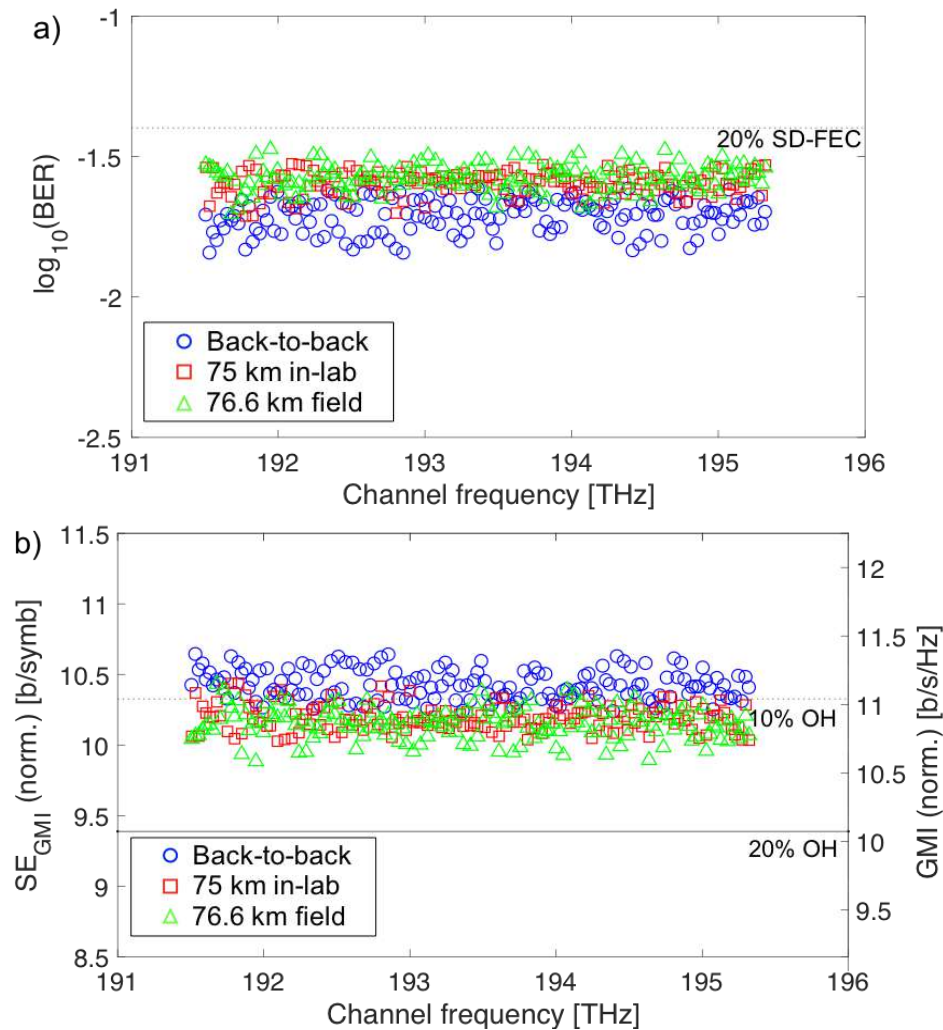 a)
-1
-1.5
-2
-2.5
log10(BER)
20% SD-FEC
Back-to-back
75 km in-lab
76.6 km field
191 192 193 194 195 196
Channel frequency [THz]
b)
11.5
11
10.5
10
9.5
9
8.5
SEGMI (norm.) [b/symb]
12
11.5
11
10.5
10
9.5
GMI (norm.) [b/s/Hz]
10% OH
20% OH
Back-to-back
75 km in-lab
76.6 km field
191 192 193 194 195 196
Channel frequency [THz]